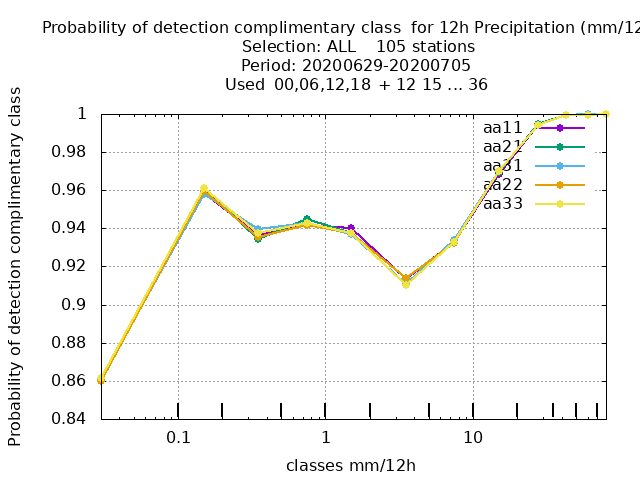 Probability of detection complimentary class  for 12h Precipitation (mm/12
Selection: ALL    105 stations
Period: 20200629-20200705
Used  00,06,12,18  + 12 15 ... 36
Probability of detection complimentary class
1
0.98
0.96
0.94
0.92
0.9
0.88
0.86
0.84
aa11
aa21
aa31
aa22
aa33
0.1
1
10
classes mm/12h